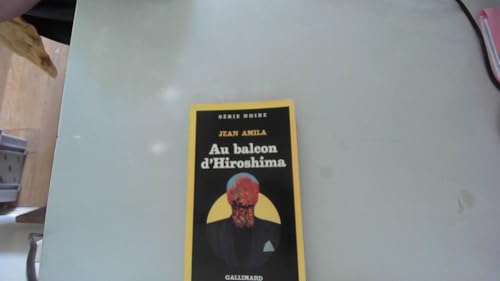 SÉRIE NOIRE
JEAN AMILA
Au balcon
d'Hiroshima
GALLIMARD